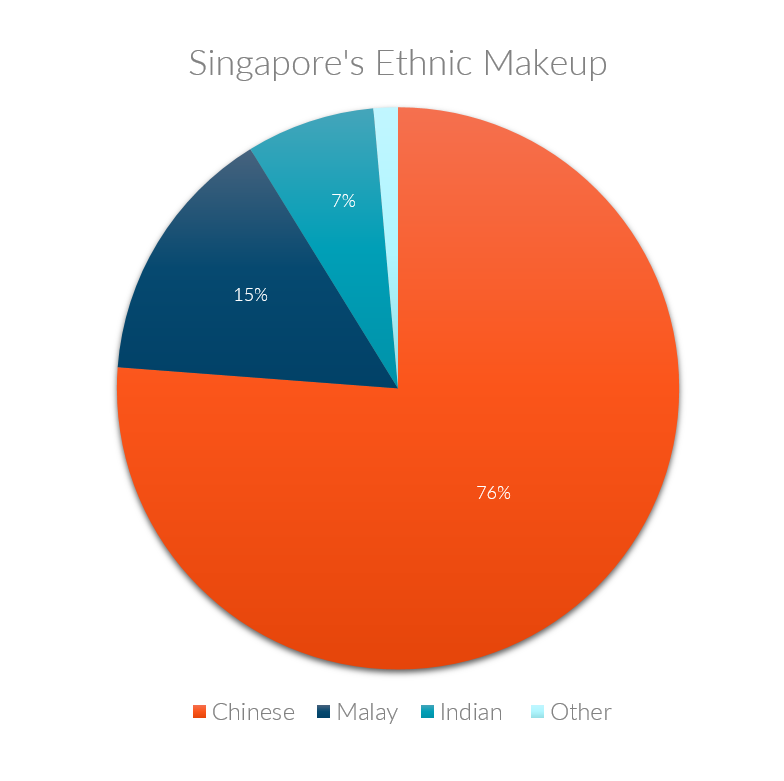 Singapore's Ethnic Makeup
7%
15%
76%
Chinese Malay Indian Other